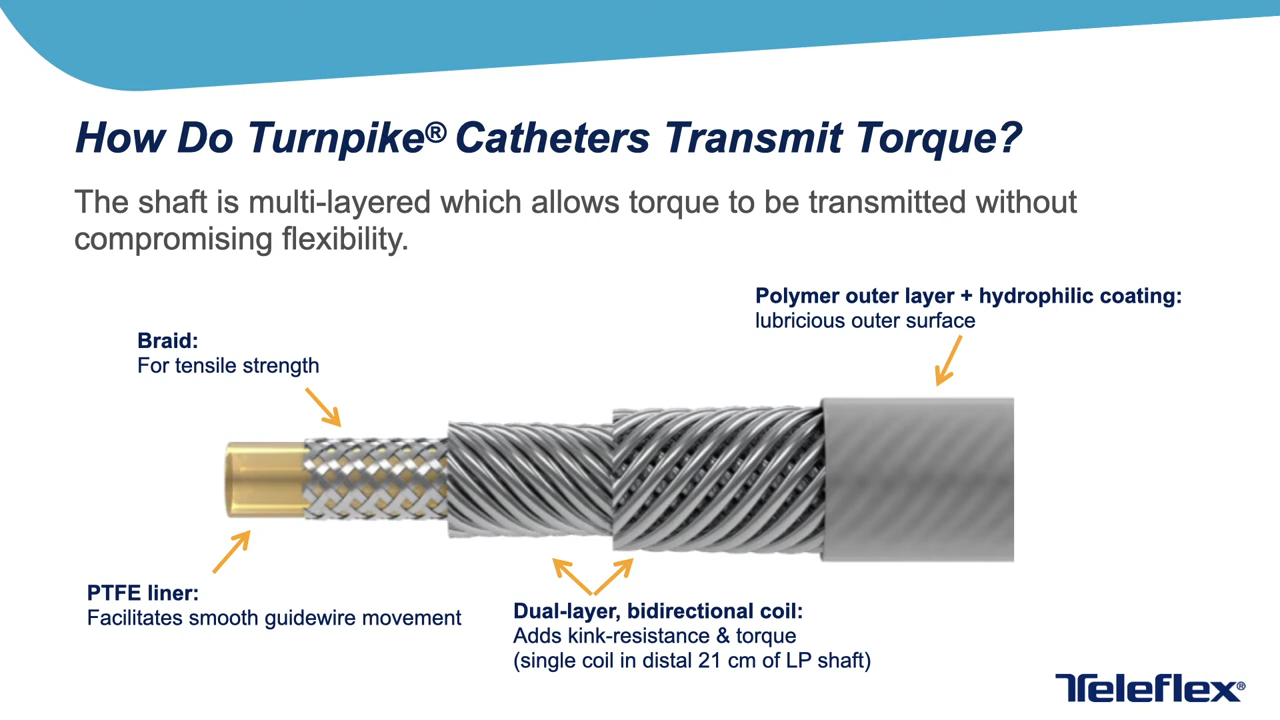 How Do Turnpike® Catheters Transmit Torque?
The shaft is multi-layered which allows torque to be transmitted without
compromising flexibility.
Polymer outer layer + hydrophilic coating:
lubricious outer surface
Braid:
For tensile strength
PTFE liner:
Facilitates smooth guidewire movement
Dual-layer, bidirectional coil:
Adds kink-resistance & torque
(single coil in distal 21 cm of LP shaft)
Teleflex®